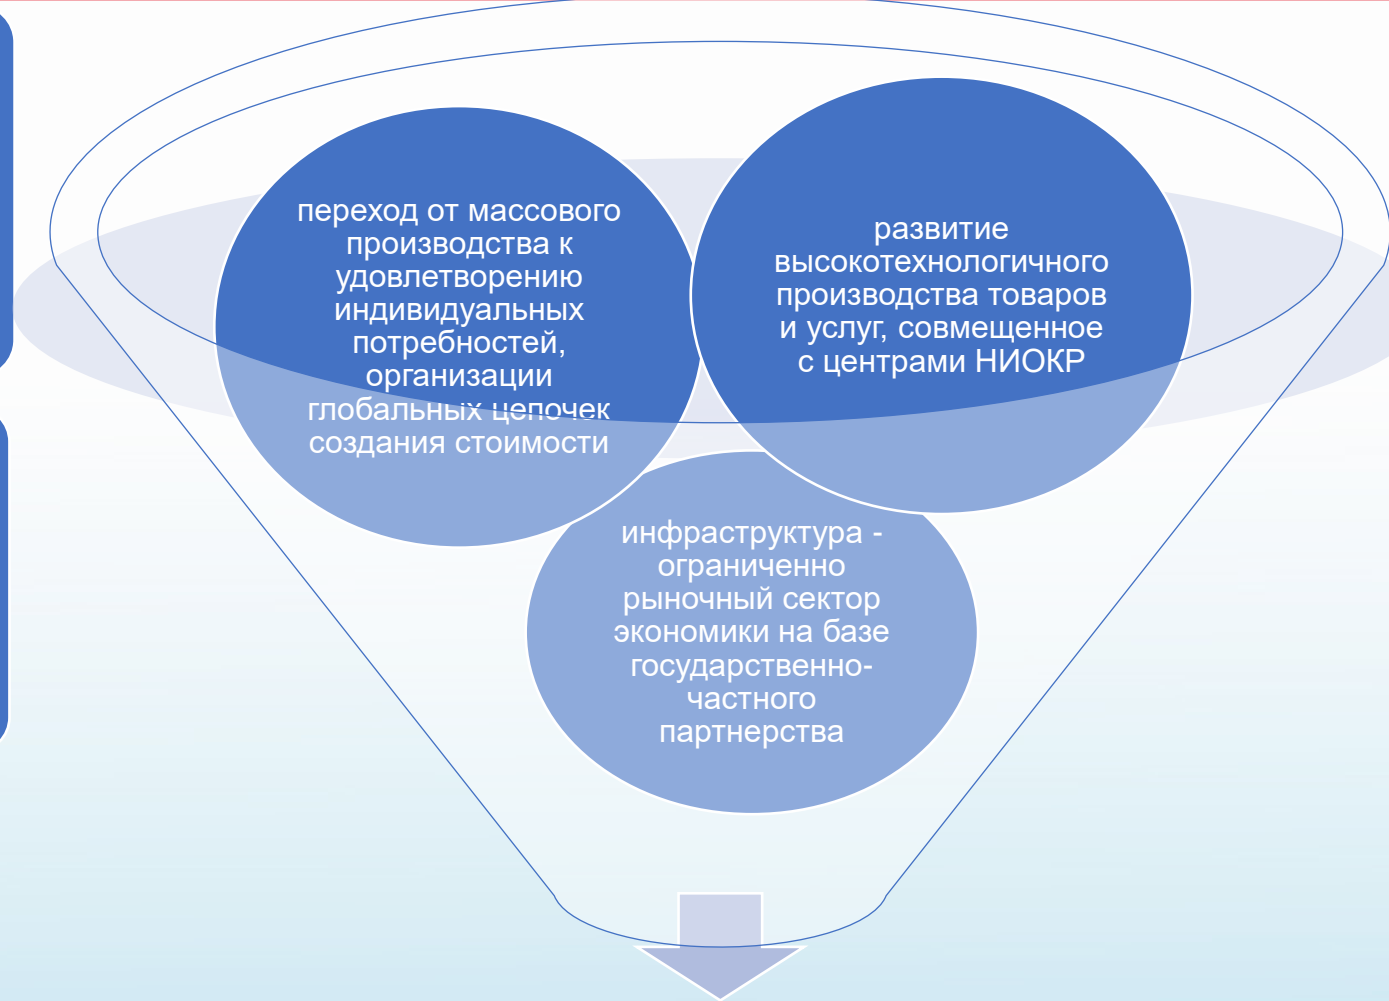 переход от массового
производства к
удовлетворению
индивидуальных
потребностей,
организации
глобальных цепочек
создания стоимости
развитие
высокотехнологичного
производства товаров
и услуг, совмещенное
с центрами НИОКР
инфраструктура -
ограниченно
рыночный сектор
экономики на базе
государственно-
частного
партнерства